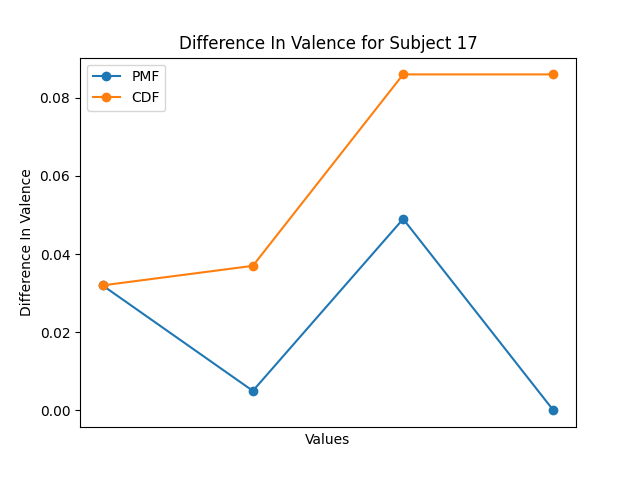 Difference In Valence for Subject 17
PMF
CDF
0.08
0.06
0.04
0.02
0.00
Difference In Valence
Values